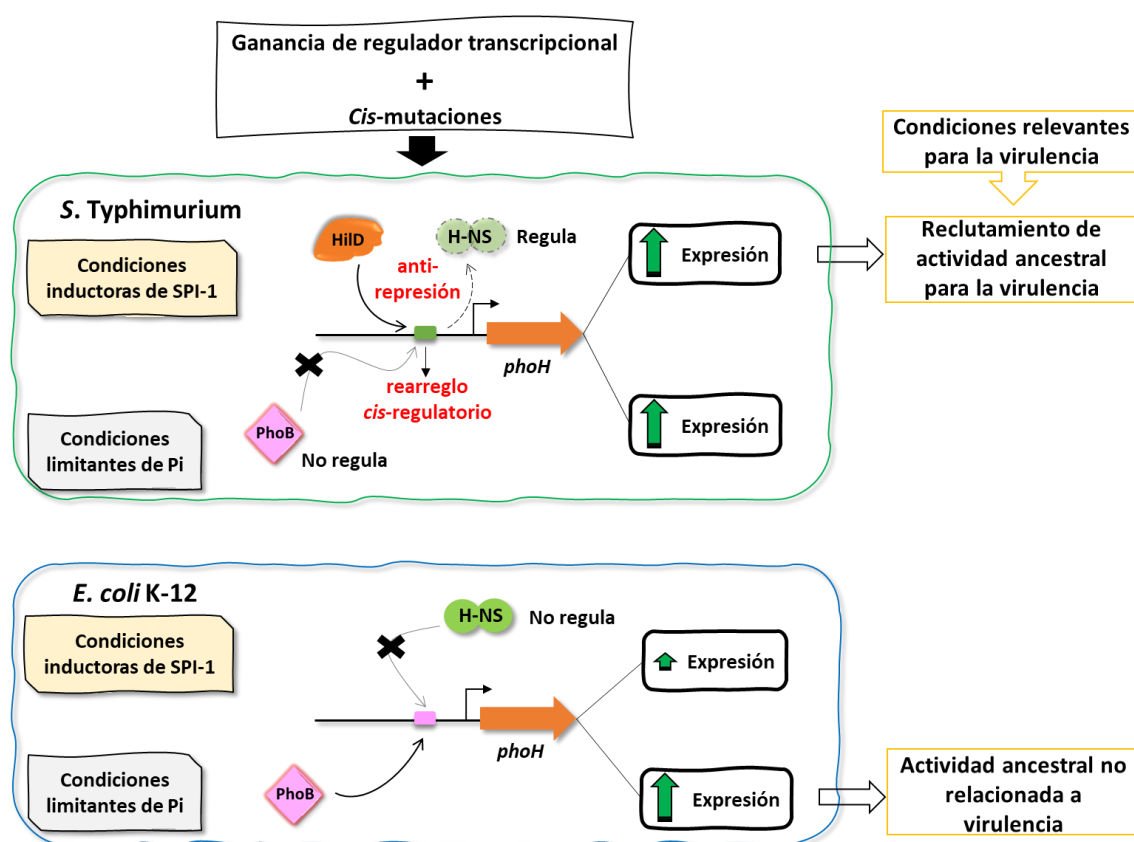 Ganancia de regulador transcripcional
+
Cis-mutaciones
Condiciones relevantes
para la virulencia
S. Typhimurium
Condiciones
inductoras de SPI-1
HilD
H-NS
Regula
anti-
represión
phoH
rearreglo
cis-regulatorio
PhoB
No regula
Condiciones
limitantes de Pi
Expresión
Expresión
Reclutamiento de
actividad ancestral
para la virulencia
E. coli K-12
Condiciones
inductoras de SPI-1
H-NS
No regula
phoH
Condiciones
limitantes de Pi
PhoB
Expresión
Expresión
Actividad ancestral no
relacionada a
virulencia